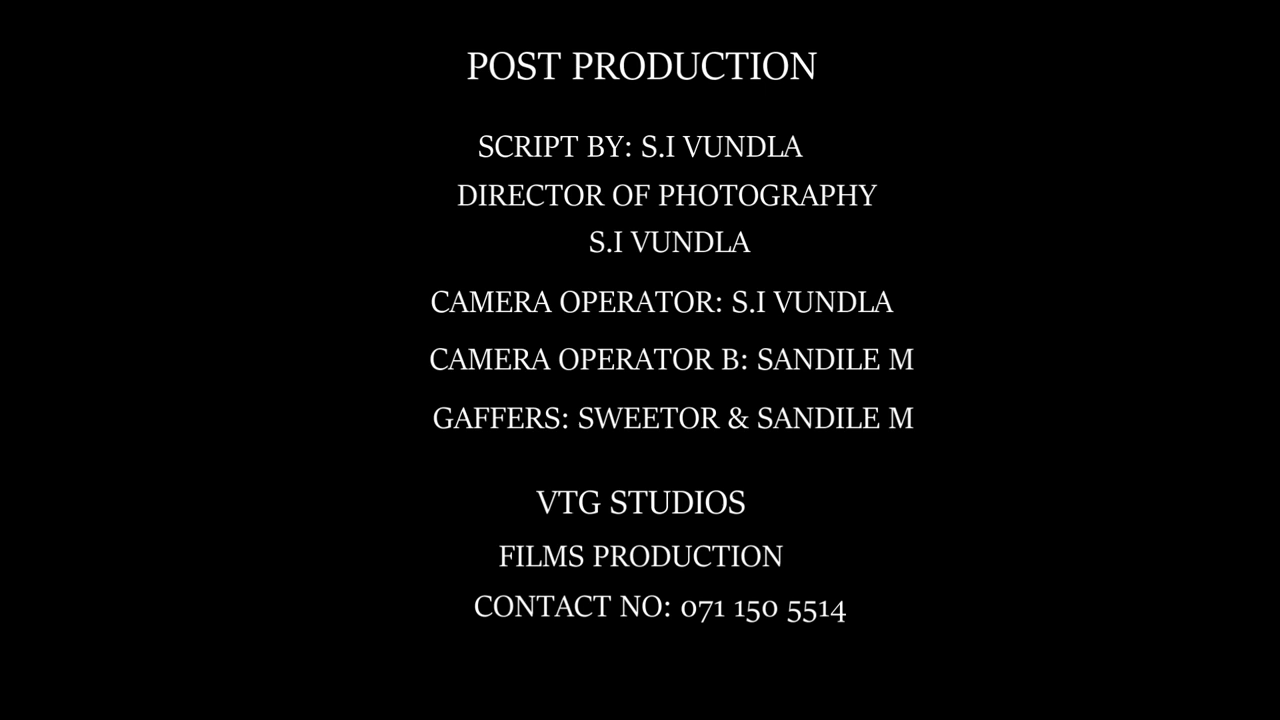 POST PRODUCTION
SCRIPT BY: S.I VUNDLA
DIRECTOR OF PHOTOGRAPHY
S.I VUNDLA
CAMERA OPERATOR: S.I VUNDLA
CAMERA OPERATOR B: SANDILE M
GAFFERS: SWEETOR & SANDILE M
VTG STUDIOS
FILMS PRODUCTION
CONTACT NO: 071 150 5514